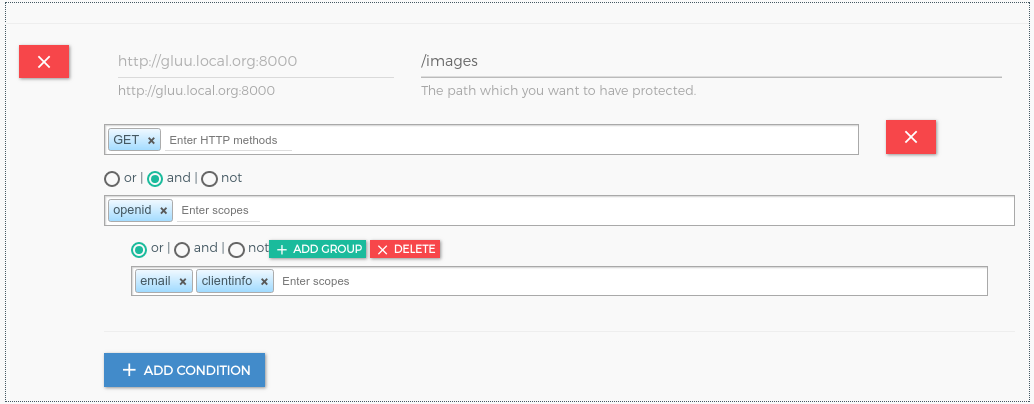 http://gluu.local.org:8000 /images
http://gluu.local.org:8000 The path which you want to have protected.
GET × Enter HTTP methods
or | and | not
openid × Enter scopes
or | and | not + ADD GROUP × DELETE
email × clientinfo × Enter scopes
+ ADD CONDITION